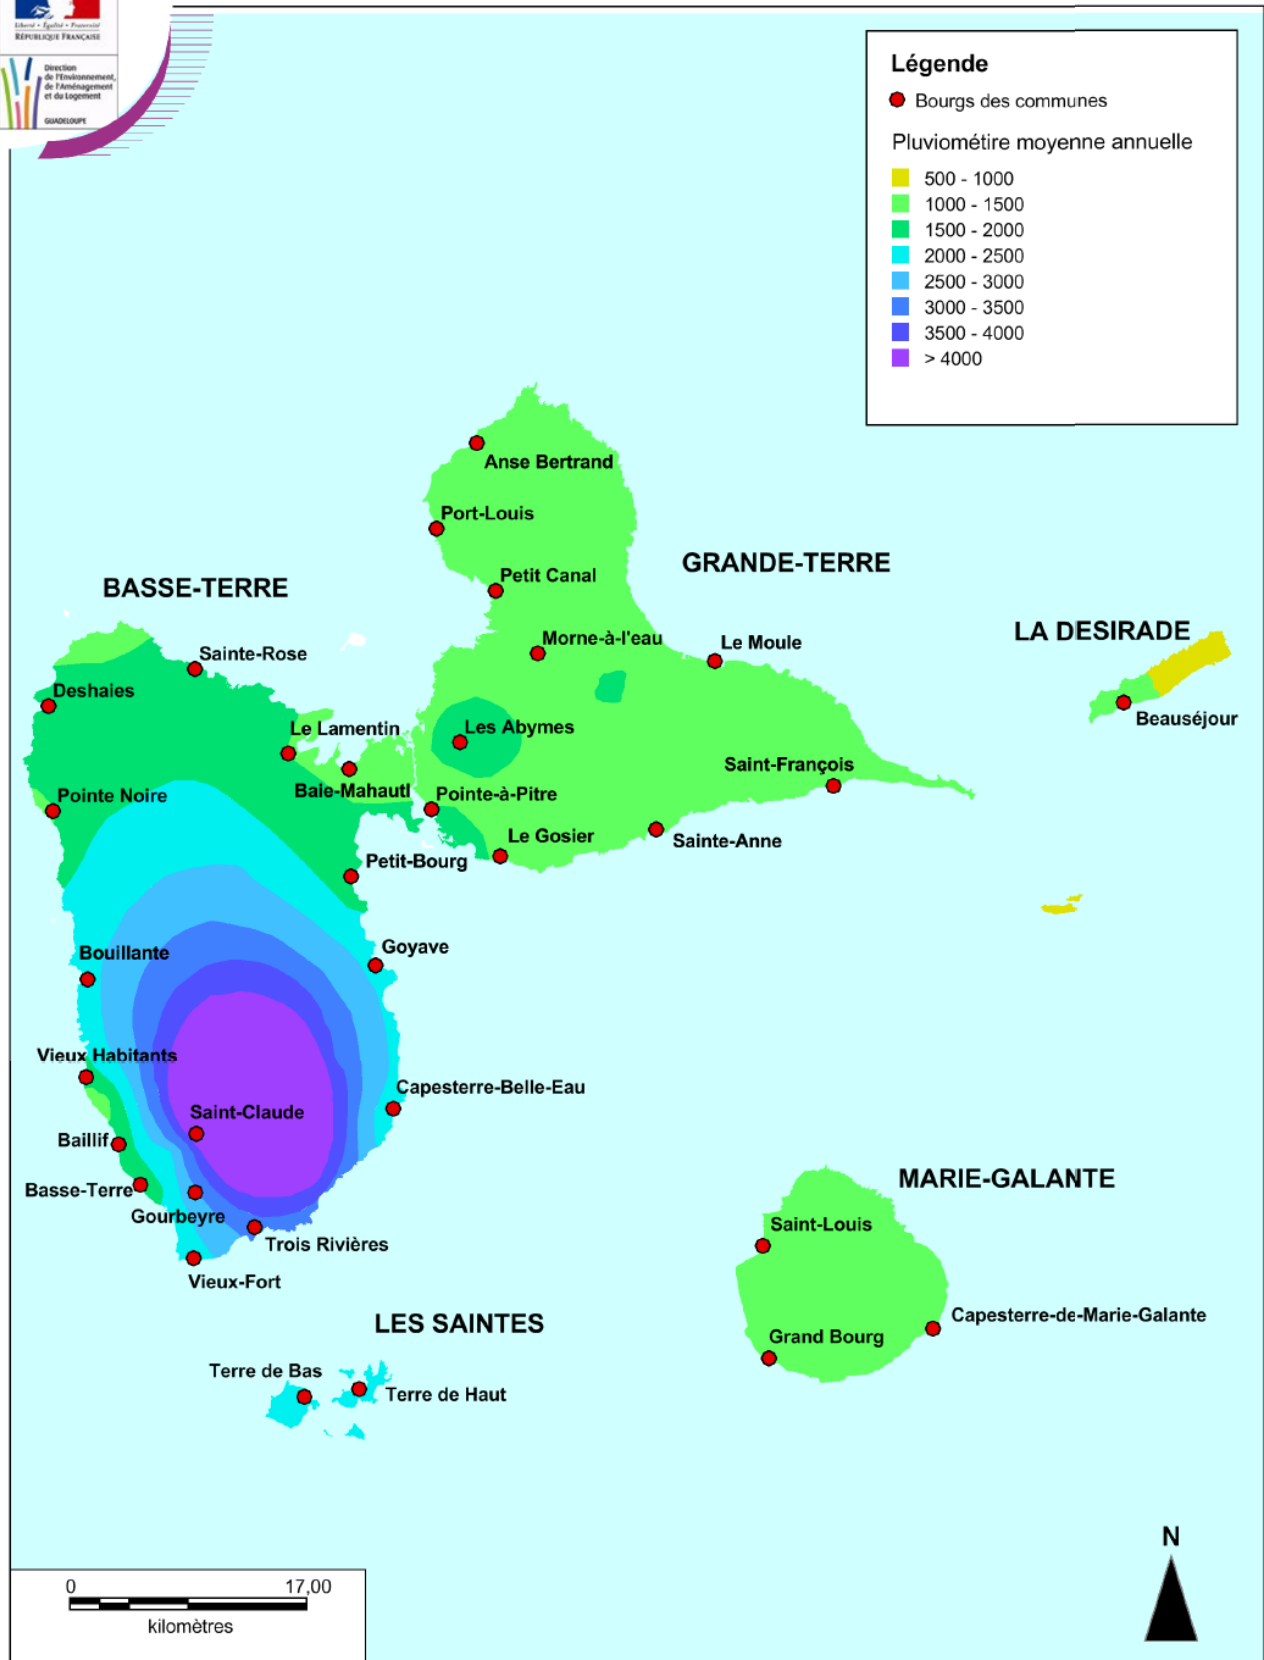 Liberté • Égalité • Fraternité
RÉPUBLIQUE FRANÇAISE
Direction
de l'Environnement,
de l'Aménagement
et du Logement
GUADELOUPE
Légende
Bourgs des communes
Pluviométire moyenne annuelle
500 - 1000
1000 - 1500
1500 - 2000
2000 - 2500
2500 - 3000
3000 - 3500
3500 - 4000
> 4000
Anse Bertrand
Port-Louis
GRANDE-TERRE
Petit Canal
BASSE-TERRE
LA DESIRADE
Morne-à-l'eau
Le Moule
Sainte-Rose
Deshaies
Beauséjour
Les Abymes
Le Lamentin
Saint-François
Baie-Mahautl
Pointe Noire
Pointe-à-Pitre
Le Gosier
Sainte-Anne
Petit-Bourg
Goyave
Bouillante
Vieux Habitants
Capesterre-Belle-Eau
Saint-Claude
Baillif
MARIE-GALANTE
Basse-Terre
Gourbeyre
Saint-Louis
Trois Rivières
Vieux-Fort
Capesterre-de-Marie-Galante
LES SAINTES
Grand Bourg
Terre de Bas
Terre de Haut
N
0 17,00
kilomètres